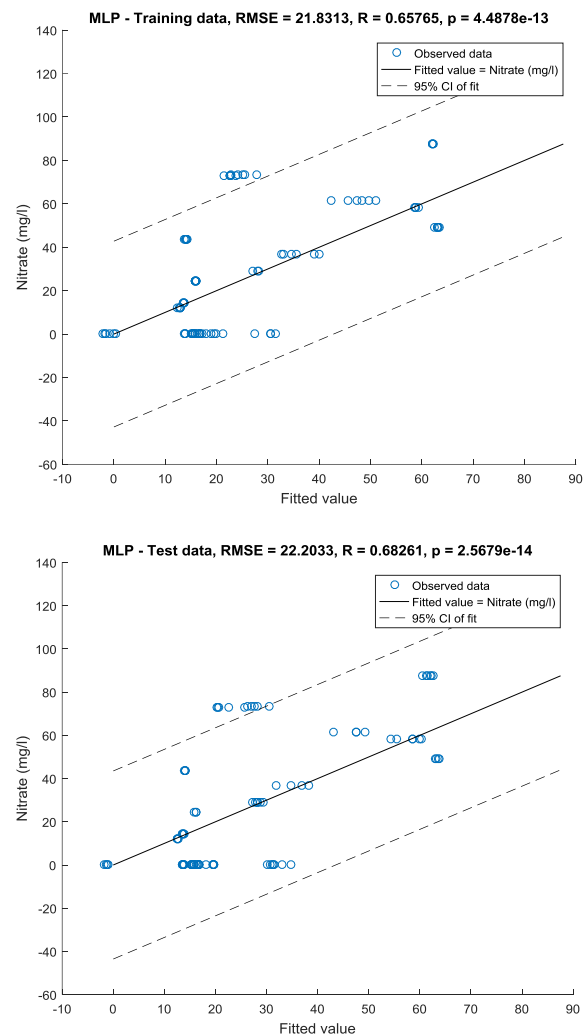 MLP - Training data, RMSE = 21.8313, R = 0.65765, p = 4.4878e-13
140
120
100
80
60
40
20
0
-20
-40
-60
Nitrate (mg/l)
Observed data
Fitted value = Nitrate (mg/l)
95% CI of fit
-10 0 10 20 30 40 50 60 70 80 90
Fitted value
MLP - Test data, RMSE = 22.2033, R = 0.68261, p = 2.5679e-14
140
120
100
80
60
40
20
0
-20
-40
-60
Nitrate (mg/l)
Observed data
Fitted value = Nitrate (mg/l)
95% CI of fit
-10 0 10 20 30 40 50 60 70 80 90
Fitted value